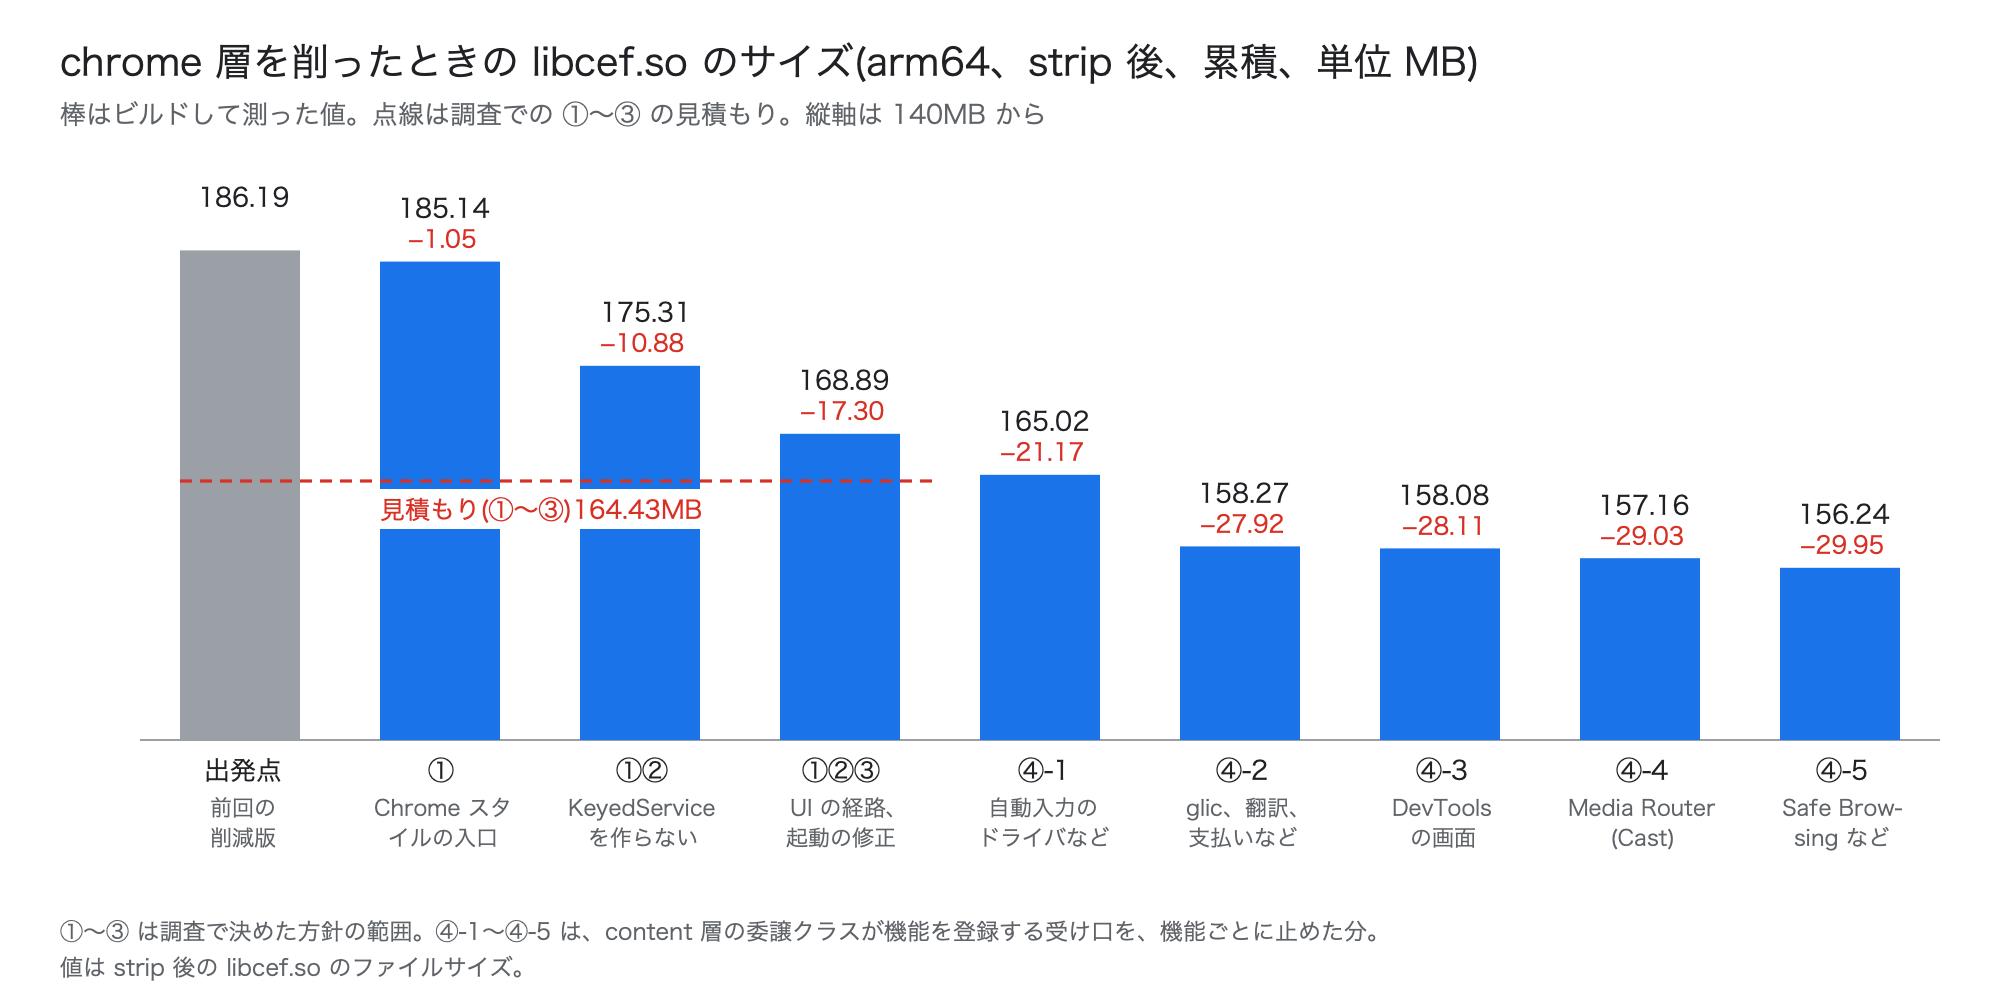 chrome 層を削ったときの libcef.so のサイズ(arm64、strip 後、累積、単位 MB)
棒はビルドして測った値。点線は調査での ①〜③ の見積もり。縦軸は 140MB から
186.19
185.14
−1.05
175.31
−10.88
168.89
−17.30
165.02
−21.17
158.27
−27.92
158.08
−28.11
157.16
−29.03
156.24
−29.95
見積もり(①〜③)164.43MB
出発点
前回の
削減版
①
Chrome スタ
イルの入口
①②
KeyedService
を作らない
①②③
UI の経路、
起動の修正
④-1
自動入力の
ドライバなど
④-2
glic、翻訳、
支払いなど
④-3
DevTools
の画面
④-4
Media Router
(Cast)
④-5
Safe Brow-
sing など
①〜③ は調査で決めた方針の範囲。④-1〜④-5 は、content 層の委譲クラスが機能を登録する受け口を、機能ごとに止めた分。
値は strip 後の libcef.so のファイルサイズ。